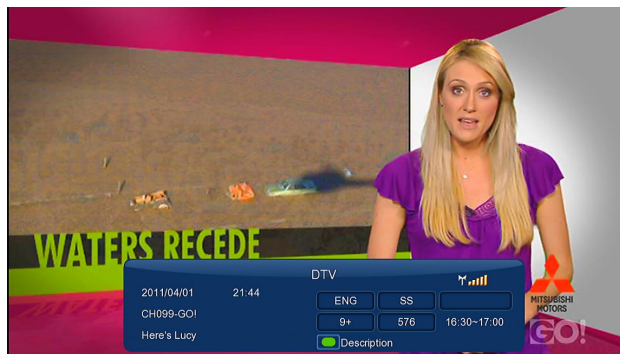 WATERS RECEDE
DTV
2011/04/01 21:44
ENG SS
CH099-GO!
9+ 576 16:30~17:00
Here's Lucy
Description
MITSUBISHI
MOTORS
GO!